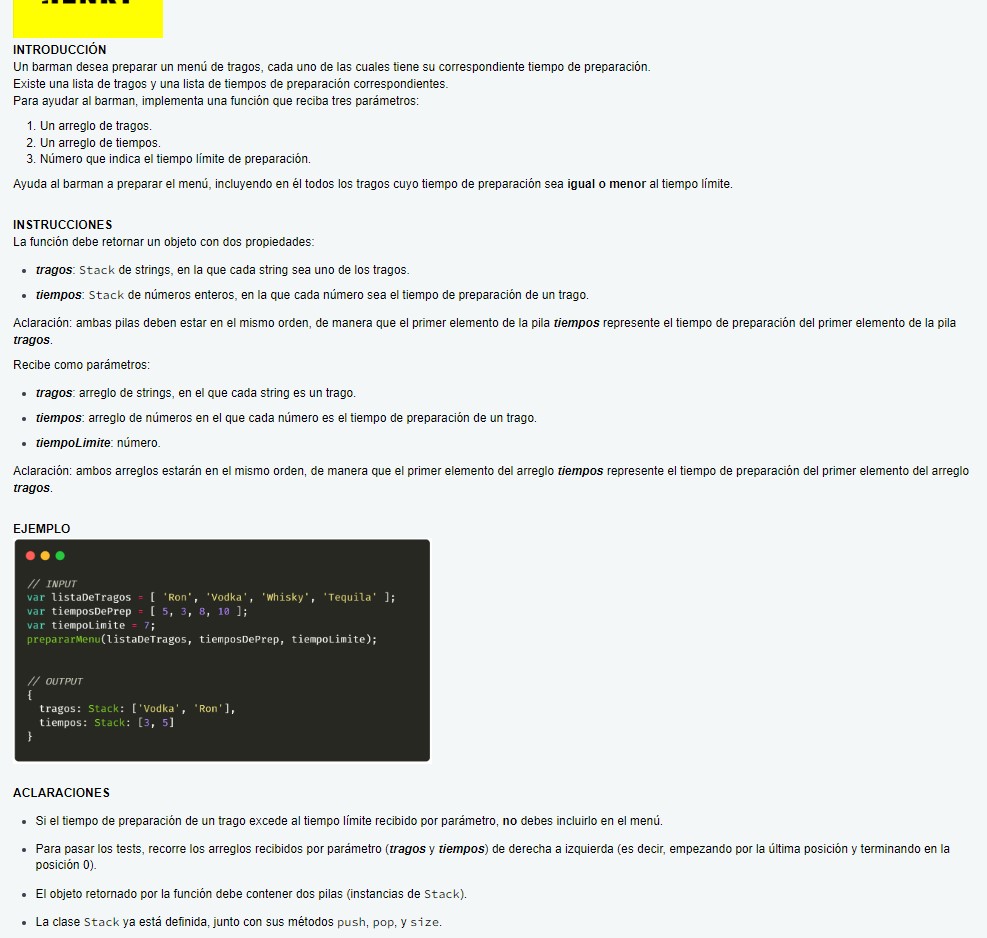 INTRODUCCIÓN
Un barman desea preparar un menú de tragos, cada uno de las cuales tiene su correspondiente tiempo de preparación.
Existe una lista de tragos y una lista de tiempos de preparación correspondientes.
Para ayudar al barman, implementa una función que reciba tres parámetros:
1. Un arreglo de tragos.
2. Un arreglo de tiempos.
3. Número que indica el tiempo límite de preparación.
Ayuda al barman a preparar el menú, incluyendo en él todos los tragos cuyo tiempo de preparación sea igual o menor al tiempo límite.
INSTRUCCIONES
La función debe retornar un objeto con dos propiedades:
• tragos: Stack de strings, en la que cada string sea uno de los tragos.
• tiempos: Stack de números enteros, en la que cada número sea el tiempo de preparación de un trago.
Aclaración: ambas pilas deben estar en el mismo orden, de manera que el primer elemento de la pila tiempos represente el tiempo de preparación del primer elemento de la pila
tragos.
Recibe como parámetros:
• tragos: arreglo de strings, en el que cada string es un trago.
• tiempos: arreglo de números en el que cada número es el tiempo de preparación de un trago.
• tiempoLimite: número.
Aclaración: ambos arreglos estarán en el mismo orden, de manera que el primer elemento del arreglo tiempos represente el tiempo de preparación del primer elemento del arreglo
tragos.
EJEMPLO
// INPUT
var listaDeTragos = [ 'Ron', 'Vodka', 'Whisky', 'Tequila' ];
var tiemposDePrep = [ 5, 3, 8, 10 ];
var tiempoLimite = 7;
prepararMenu(listaDeTragos, tiemposDePrep, tiempoLimite);
// OUTPUT
{
tragos: Stack: ['Vodka', 'Ron'],
tiempos: Stack: [3, 5]
}
ACLARACIONES
• Si el tiempo de preparación de un trago excede al tiempo límite recibido por parámetro, no debes incluirlo en el menú.
• Para pasar los tests, recorre los arreglos recibidos por parámetro (tragos y tiempos) de derecha a izquierda (es decir, empezando por la última posición y terminando en la
posición 0).
• El objeto retornado por la función debe contener dos pilas (instancias de Stack).
• La clase Stack ya está definida, junto con sus métodos push, pop, y size.